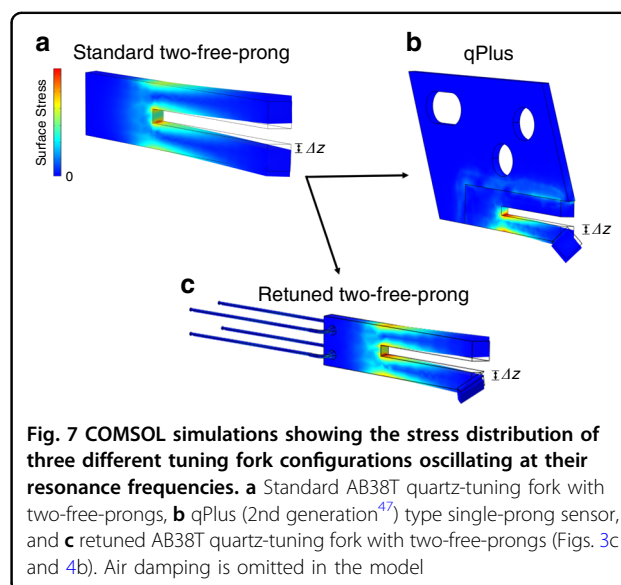 a
Standard two-free-prong
Surface Stress
0
Δz
b
qPlus
Δz
c
Retuned two-free-prong
Δz
Fig. 7 COMSOL simulations showing the stress distribution of
three different tuning fork configurations oscillating at their
resonance frequencies. a Standard AB38T quartz-tuning fork with
two-free-prongs, b qPlus (2nd generation47) type single-prong sensor,
and c retuned AB38T quartz-tuning fork with two-free-prongs (Figs. 3c
and 4b). Air damping is omitted in the model